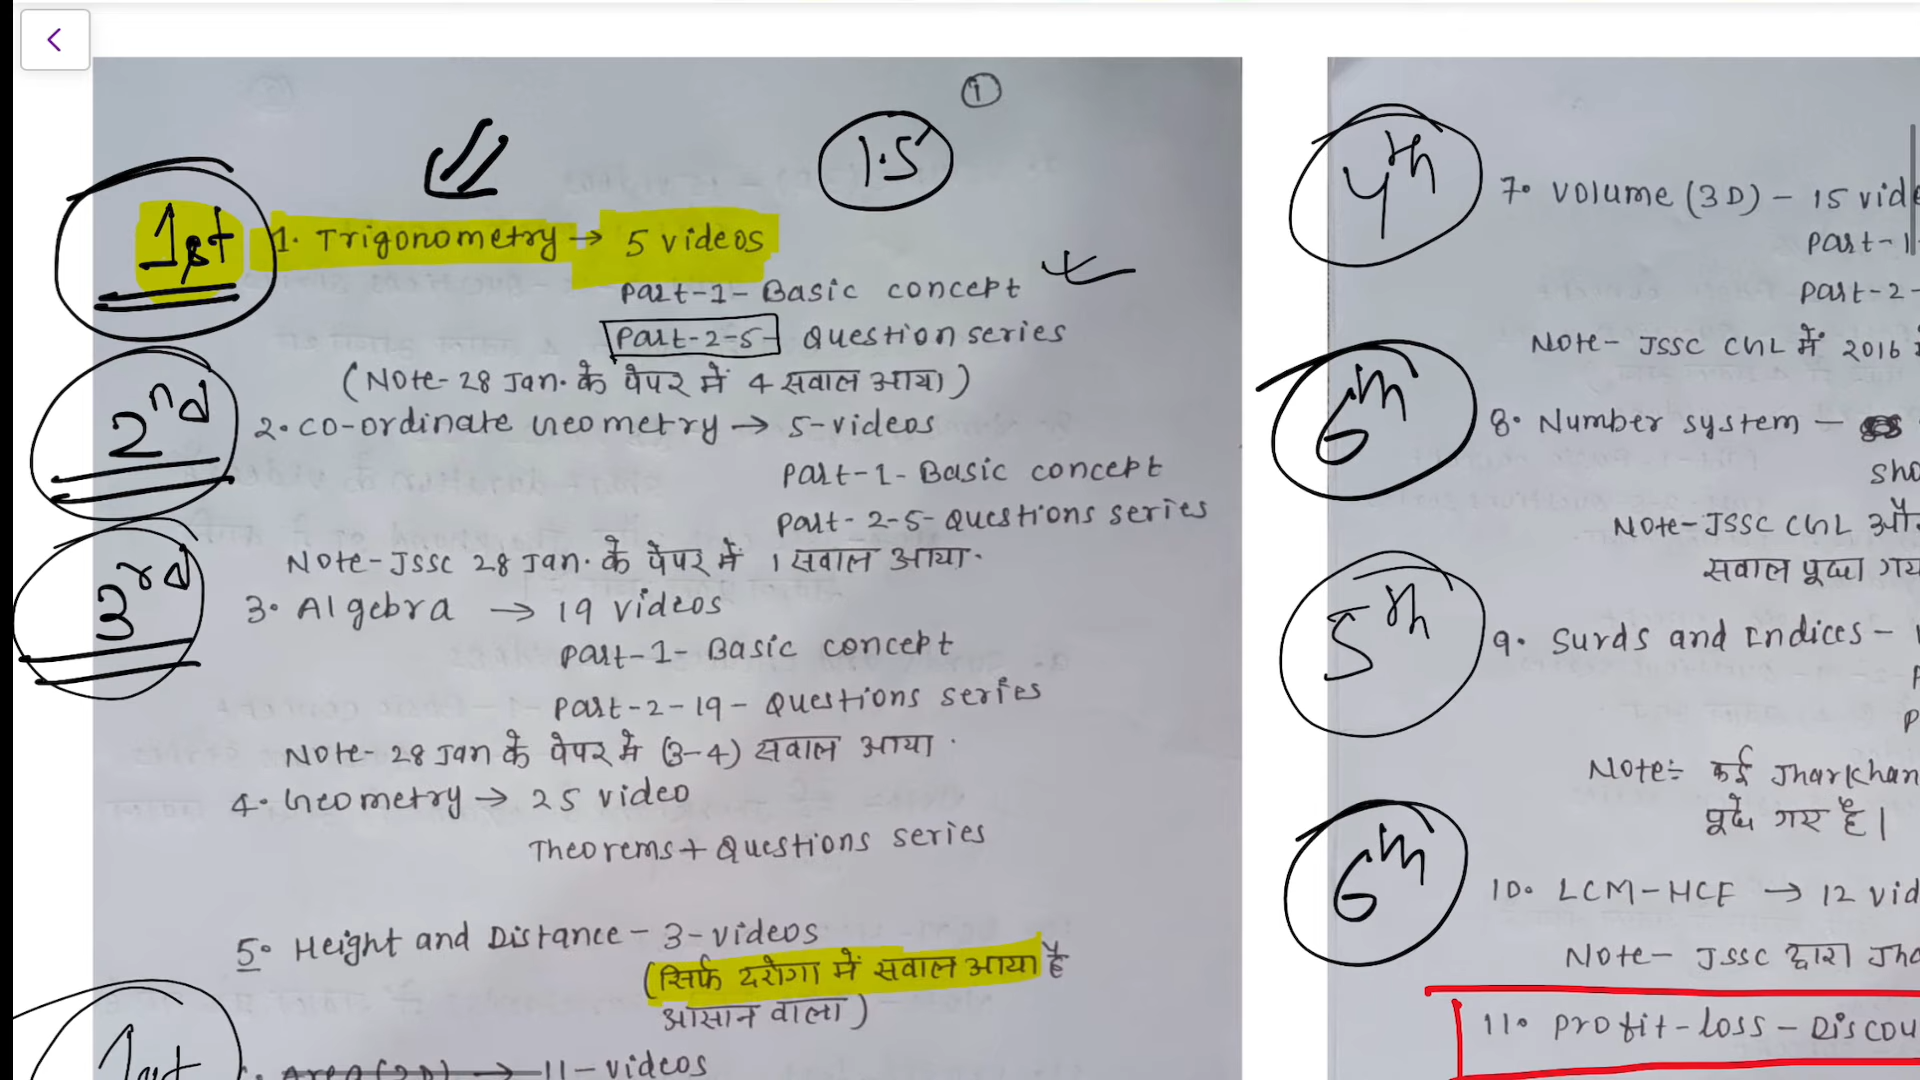 1
1.5
1st
1. Trigonometry → 5 videos
Part-1- Basic concept
Part-2-5- Question series
(Note- 28 Jan. के पेपर में 4 सवाल आया)
2nd
2. Co-ordinate Geometry → 5-videos
Part-1- Basic concept
Part-2-5- Questions series
Note- JSSC 28 Jan. के पेपर में 1 सवाल आया.
3rd
3. Algebra → 19 videos
Part-1- Basic concept
Part-2-19- Questions series
Note- 28 Jan के पेपर में (3-4) सवाल आया.
4. Geometry → 25 video
Theorems + Questions series
5. Height and Distance - 3-videos
(सिर्फ दरोगा में सवाल आया है
आसान वाला)
1st
Area (2D) → 11-videos
4th
7. Volume (3D) - 15 vide
Part-1
Part-2-
Note- JSSC CGL में 2016
6th
8. Number system -
Sho
Note- JSSC CGL
सवाल पूछा गय
5th
9. Surds and Indices -
P
P
Note:- कई Jharkhan
पूछे गए है।
6th
10. LCM-HCF → 12 vid
Note- JSSC द्वारा Jha
11. Profit-loss-Discou